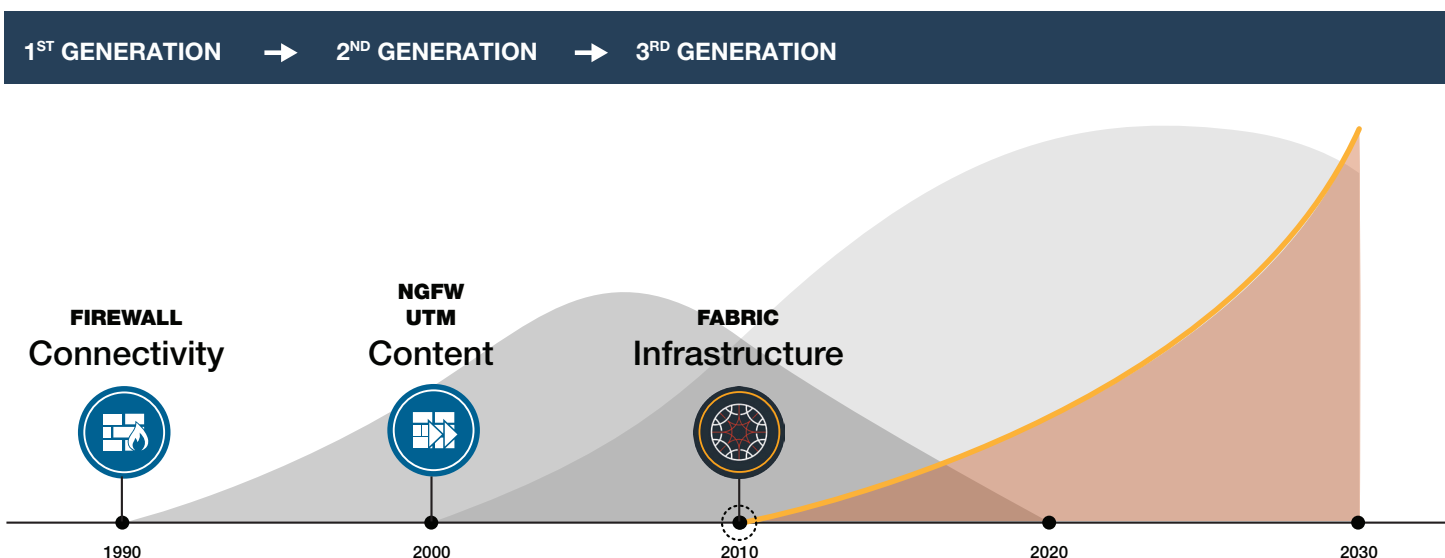 1ST GENERATION → 2ND GENERATION → 3RD GENERATION
FIREWALL
Connectivity
NGFW
UTM
Content
FABRIC
Infrastructure
1990 2000 2010 2020 2030